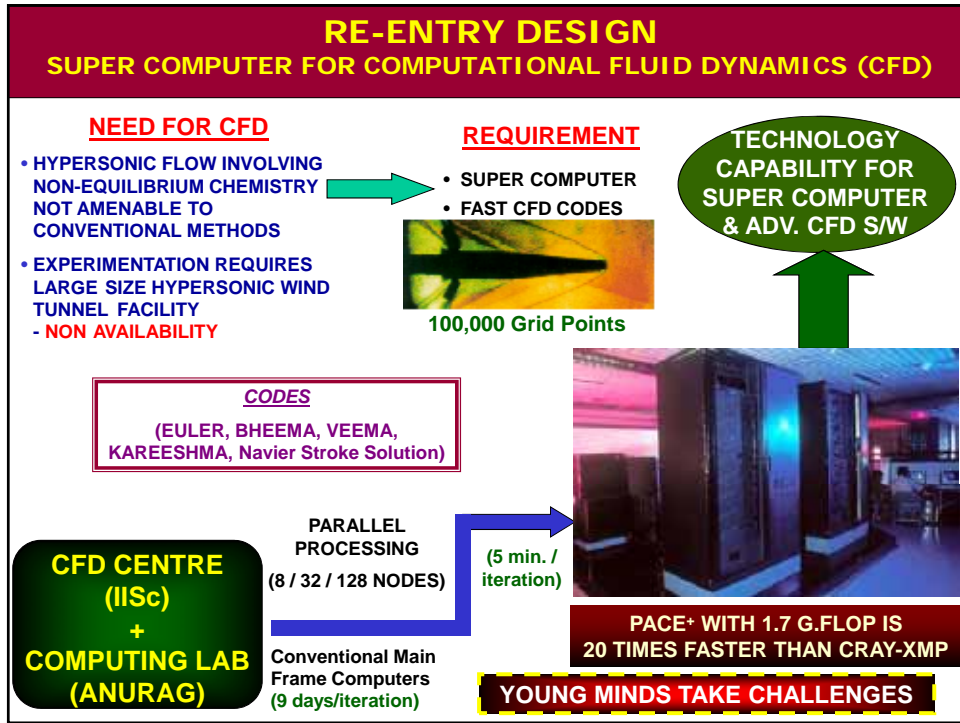 RE-ENTRY DESIGN
SUPER COMPUTER FOR COMPUTATIONAL FLUID DYNAMICS (CFD)
NEED FOR CFD
• HYPERSONIC FLOW INVOLVING
NON-EQUILIBRIUM CHEMISTRY
NOT AMENABLE TO
CONVENTIONAL METHODS
• EXPERIMENTATION REQUIRES
LARGE SIZE HYPERSONIC WIND
TUNNEL FACILITY
- NON AVAILABILITY
REQUIREMENT
• SUPER COMPUTER
• FAST CFD CODES
100,000 Grid Points
TECHNOLOGY
CAPABILITY FOR
SUPER COMPUTER
& ADV. CFD S/W
CODES
(EULER, BHEEMA, VEEMA,
KAREESHMA, Navier Stroke Solution)
CFD CENTRE
(IISc)
+
COMPUTING LAB
(ANURAG)
PARALLEL
PROCESSING
(8 / 32 / 128 NODES)
(5 min. /
iteration)
Conventional Main
Frame Computers
(9 days/iteration)
PACE+ WITH 1.7 G.FLOP IS
20 TIMES FASTER THAN CRAY-XMP
YOUNG MINDS TAKE CHALLENGES